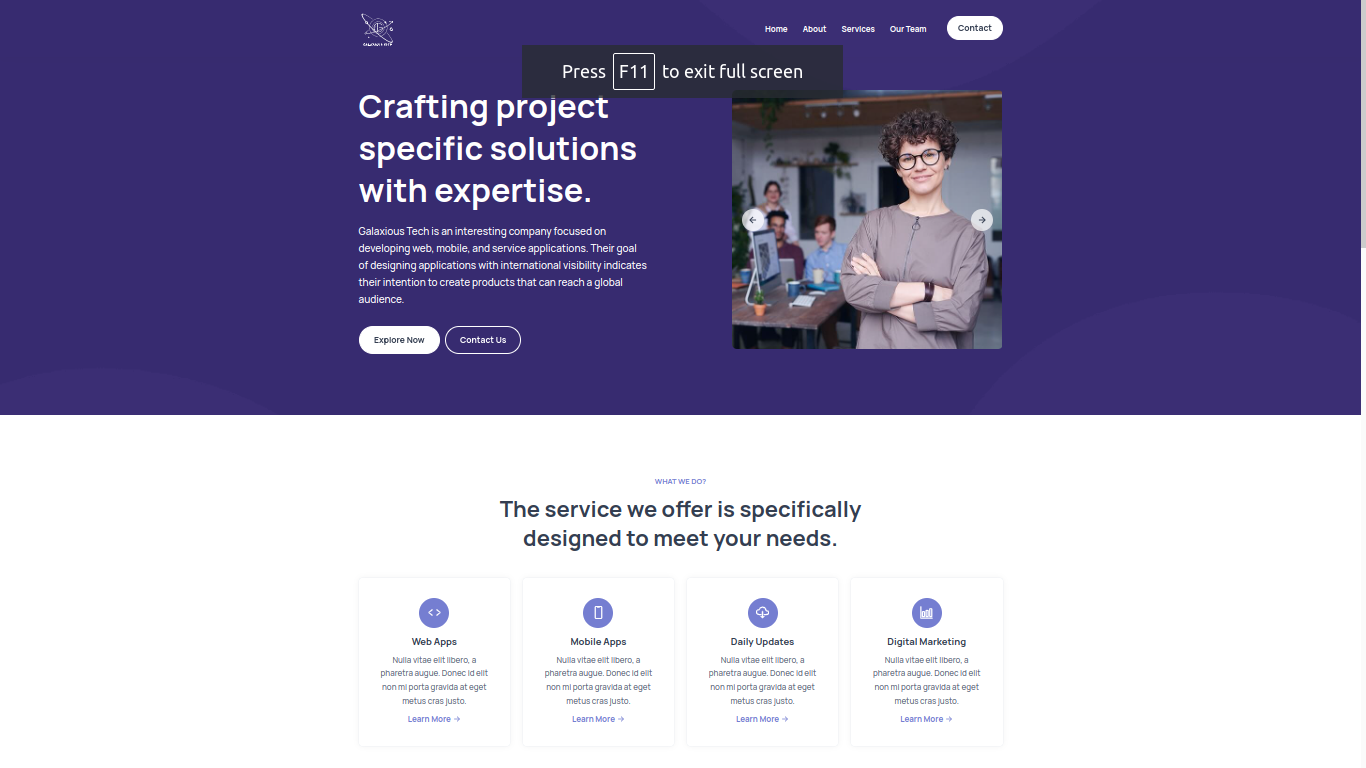 Home About Services Our Team Contact
Press F11 to exit full screen
Crafting project
specific solutions
with expertise.
Galaxious Tech is an interesting company focused on
developing web, mobile, and service applications. Their goal
of designing applications with international visibility indicates
their intention to create products that can reach a global
audience.
Explore Now Contact Us
WHAT WE DO?
The service we offer is specifically
designed to meet your needs.
Web Apps
Nulla vitae elit libero, a
pharetra augue. Donec id elit
non mi porta gravida at eget
metus cras justo.
Learn More →
Mobile Apps
Nulla vitae elit libero, a
pharetra augue. Donec id elit
non mi porta gravida at eget
metus cras justo.
Learn More →
Daily Updates
Nulla vitae elit libero, a
pharetra augue. Donec id elit
non mi porta gravida at eget
metus cras justo.
Learn More →
Digital Marketing
Nulla vitae elit libero, a
pharetra augue. Donec id elit
non mi porta gravida at eget
metus cras justo.
Learn More →